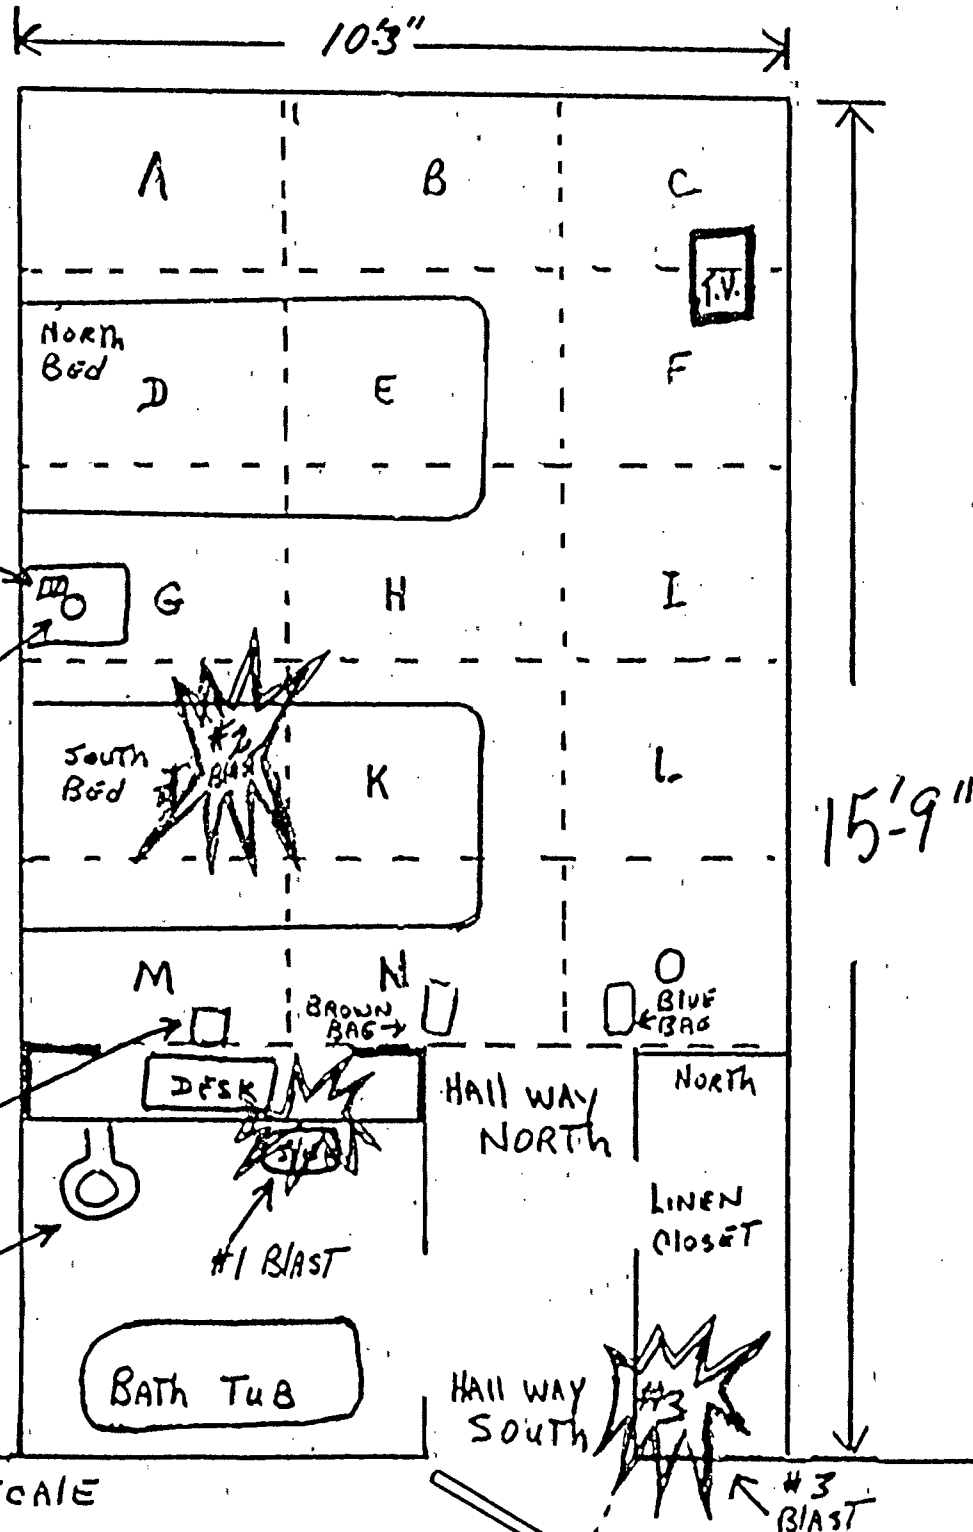 10'3"
A
B
C
T.V.
NORTh
BEd
D
E
F
G
H
I
#2
BlAST
SouTh
BEd
J
K
L
15'-9"
M
N
O
BROWN
BAG
BlUE
BAG
DESK
HAll WAY
NORTh
NORTh
LINEN
CloSET
#1 BlAST
BATh TUB
HAll WAY
SOUTh
#3
#3
BlAST
CAlE